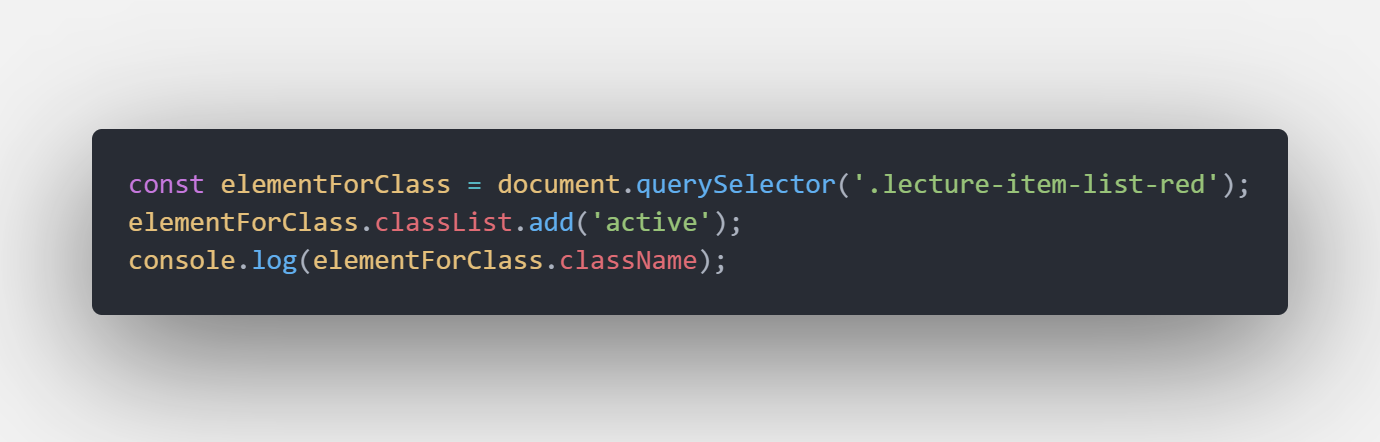 const elementForClass = document.querySelector('.lecture-item-list-red');
elementForClass.classList.add('active');
console.log(elementForClass.className);